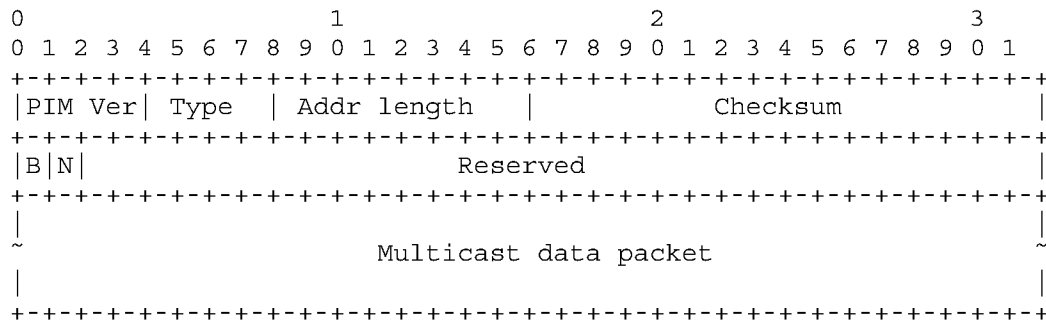 0                   1                   2                   3
0 1 2 3 4 5 6 7 8 9 0 1 2 3 4 5 6 7 8 9 0 1 2 3 4 5 6 7 8 9 0 1
+-+-+-+-+-+-+-+-+-+-+-+-+-+-+-+-+-+-+-+-+-+-+-+-+-+-+-+-+-+-+-+-+
|PIM Ver| Type  | Addr length   |           Checksum            |
+-+-+-+-+-+-+-+-+-+-+-+-+-+-+-+-+-+-+-+-+-+-+-+-+-+-+-+-+-+-+-+-+
|B|N|                       Reserved                            |
+-+-+-+-+-+-+-+-+-+-+-+-+-+-+-+-+-+-+-+-+-+-+-+-+-+-+-+-+-+-+-+-+
|                                                               |
~                      Multicast data packet                    ~
|                                                               |
+-+-+-+-+-+-+-+-+-+-+-+-+-+-+-+-+-+-+-+-+-+-+-+-+-+-+-+-+-+-+-+-+